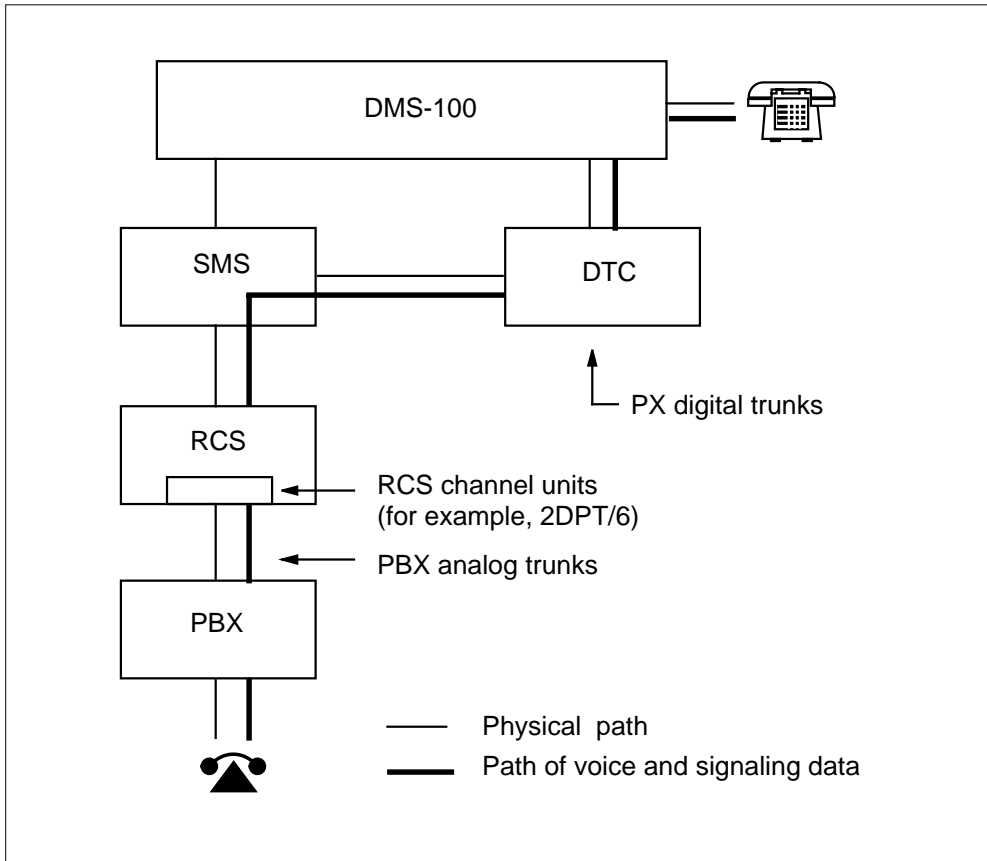 DMS-100
SMS
DTC
PX digital trunks
RCS
RCS channel units
(for example, 2DPT/6)
PBX analog trunks
PBX
Physical path
Path of voice and signaling data